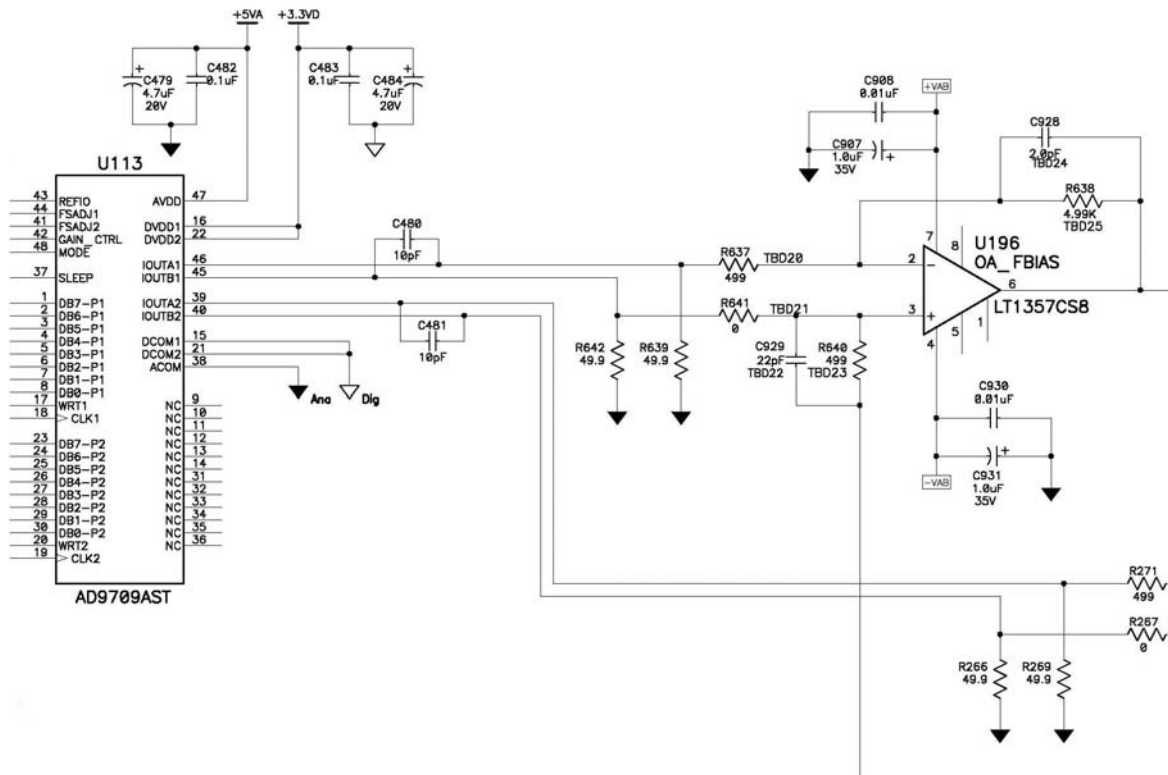 +5VA
+3.3VD
C479
4.7uF
20V
C482
0.1uF
C483
0.1uF
C484
4.7uF
20V
U113
43 REFIO
44 FSADJ1
41 FSADJ2
42 GAIN_CTRL
48 MODE
37 SLEEP
1 DB7-P1
2 DB6-P1
3 DB5-P1
4 DB4-P1
5 DB3-P1
6 DB2-P1
7 DB1-P1
8 DB0-P1
17 WRT1
18 CLK1
23 DB7-P2
24 DB6-P2
25 DB5-P2
26 DB4-P2
27 DB3-P2
28 DB2-P2
29 DB1-P2
30 DB0-P2
20 WRT2
19 CLK2
AVDD 47
DVDD1 16
DVDD2 22
IOUTA1 46
IOUTB1 45
IOUTA2 39
IOUTB2 40
DCOM1 15
DCOM2 21
ACOM 38
NC 9
NC 10
NC 11
NC 12
NC 13
NC 14
NC 31
NC 32
NC 33
NC 34
NC 35
NC 36
AD9709AST
Ana
Dig
C480
10pF
C481
10pF
R642
49.9
R639
49.9
R637
499
TBD20
R641
0
TBD21
C929
22pF
TBD22
R640
499
TBD23
C908
0.01uF
C907
1.0uF
35V
+VAB
C928
2.0pF
TBD24
R638
4.99K
TBD25
7
8
2
-
3
+
4
5
1
6
U196
OA_FBIAS
LT1357CS8
C930
0.01uF
C931
1.0uF
35V
-VAB
R271
499
R267
0
R266
49.9
R269
49.9